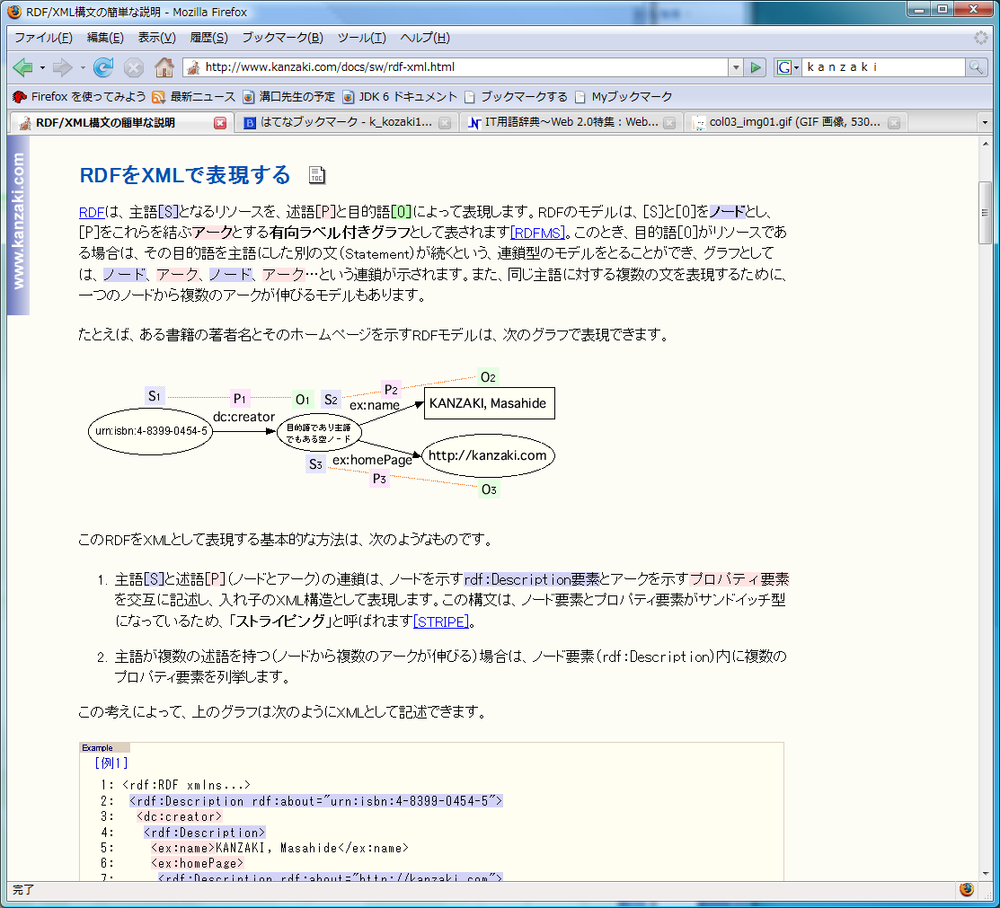 RDF/XML構文の簡単な説明 - Mozilla Firefox
ファイル(F) 編集(E) 表示(V) 履歴(S) ブックマーク(B) ツール(T) ヘルプ(H)
http://www.kanzaki.com/docs/sw/rdf-xml.html G kanzaki
Firefox を使ってみよう 最新ニュース 溝口先生の予定 JDK 6 ドキュメント ブックマークする Myブックマーク
RDF/XML構文の簡単な説明 B はてなブックマーク - k_kozaki1... IT用語辞典～Web 2.0特集：Web... col03_img01.gif (GIF 画像, 530...
www.kanzaki.com
RDFをXMLで表現する TOC
RDFは、主語[S]となるリソースを、述語[P]と目的語[O]によって表現します。RDFのモデルは、[S]と[O]をノードとし、
[P]をこれらを結ぶアークとする有向ラベル付きグラフとして表されます[RDFMS]。このとき、目的語[O]がリソースであ
る場合は、その目的語を主語にした別の文（Statement）が続くという、連鎖型のモデルをとることができ、グラフとして
は、ノード、アーク、ノード、アーク…という連鎖が示されます。また、同じ主語に対する複数の文を表現するために、
一つのノードから複数のアークが伸びるモデルもあります。
たとえば、ある書籍の著者名とそのホームページを示すRDFモデルは、次のグラフで表現できます。
S1 P1 O1 S2 P2 O2
dc:creator ex:name KANZAKI, Masahide
urn:isbn:4-8399-0454-5
目的語であり主語
でもある空ノード
http://kanzaki.com
S3 ex:homePage P3 O3
このRDFをXMLとして表現する基本的な方法は、次のようなものです。
1. 主語[S]と述語[P]（ノードとアーク）の連鎖は、ノードを示すrdf:Description要素とアークを示すプロパティ要素
を交互に記述し、入れ子のXML構造として表現します。この構文は、ノード要素とプロパティ要素がサンドイッチ型
になっているため、「ストライピング」と呼ばれます[STRIPE]。
2. 主語が複数の述語を持つ（ノードから複数のアークが伸びる）場合は、ノード要素（rdf:Description）内に複数の
プロパティ要素を列挙します。
この考えによって、上のグラフは次のようにXMLとして記述できます。
Example
[例1]
1: <rdf:RDF xmlns...>
2: <rdf:Description rdf:about="urn:isbn:4-8399-0454-5">
3: <dc:creator>
4: <rdf:Description>
5: <ex:name>KANZAKI, Masahide</ex:name>
6: <ex:homePage>
7: <rdf:Description rdf:about="http://kanzaki.com">
完了